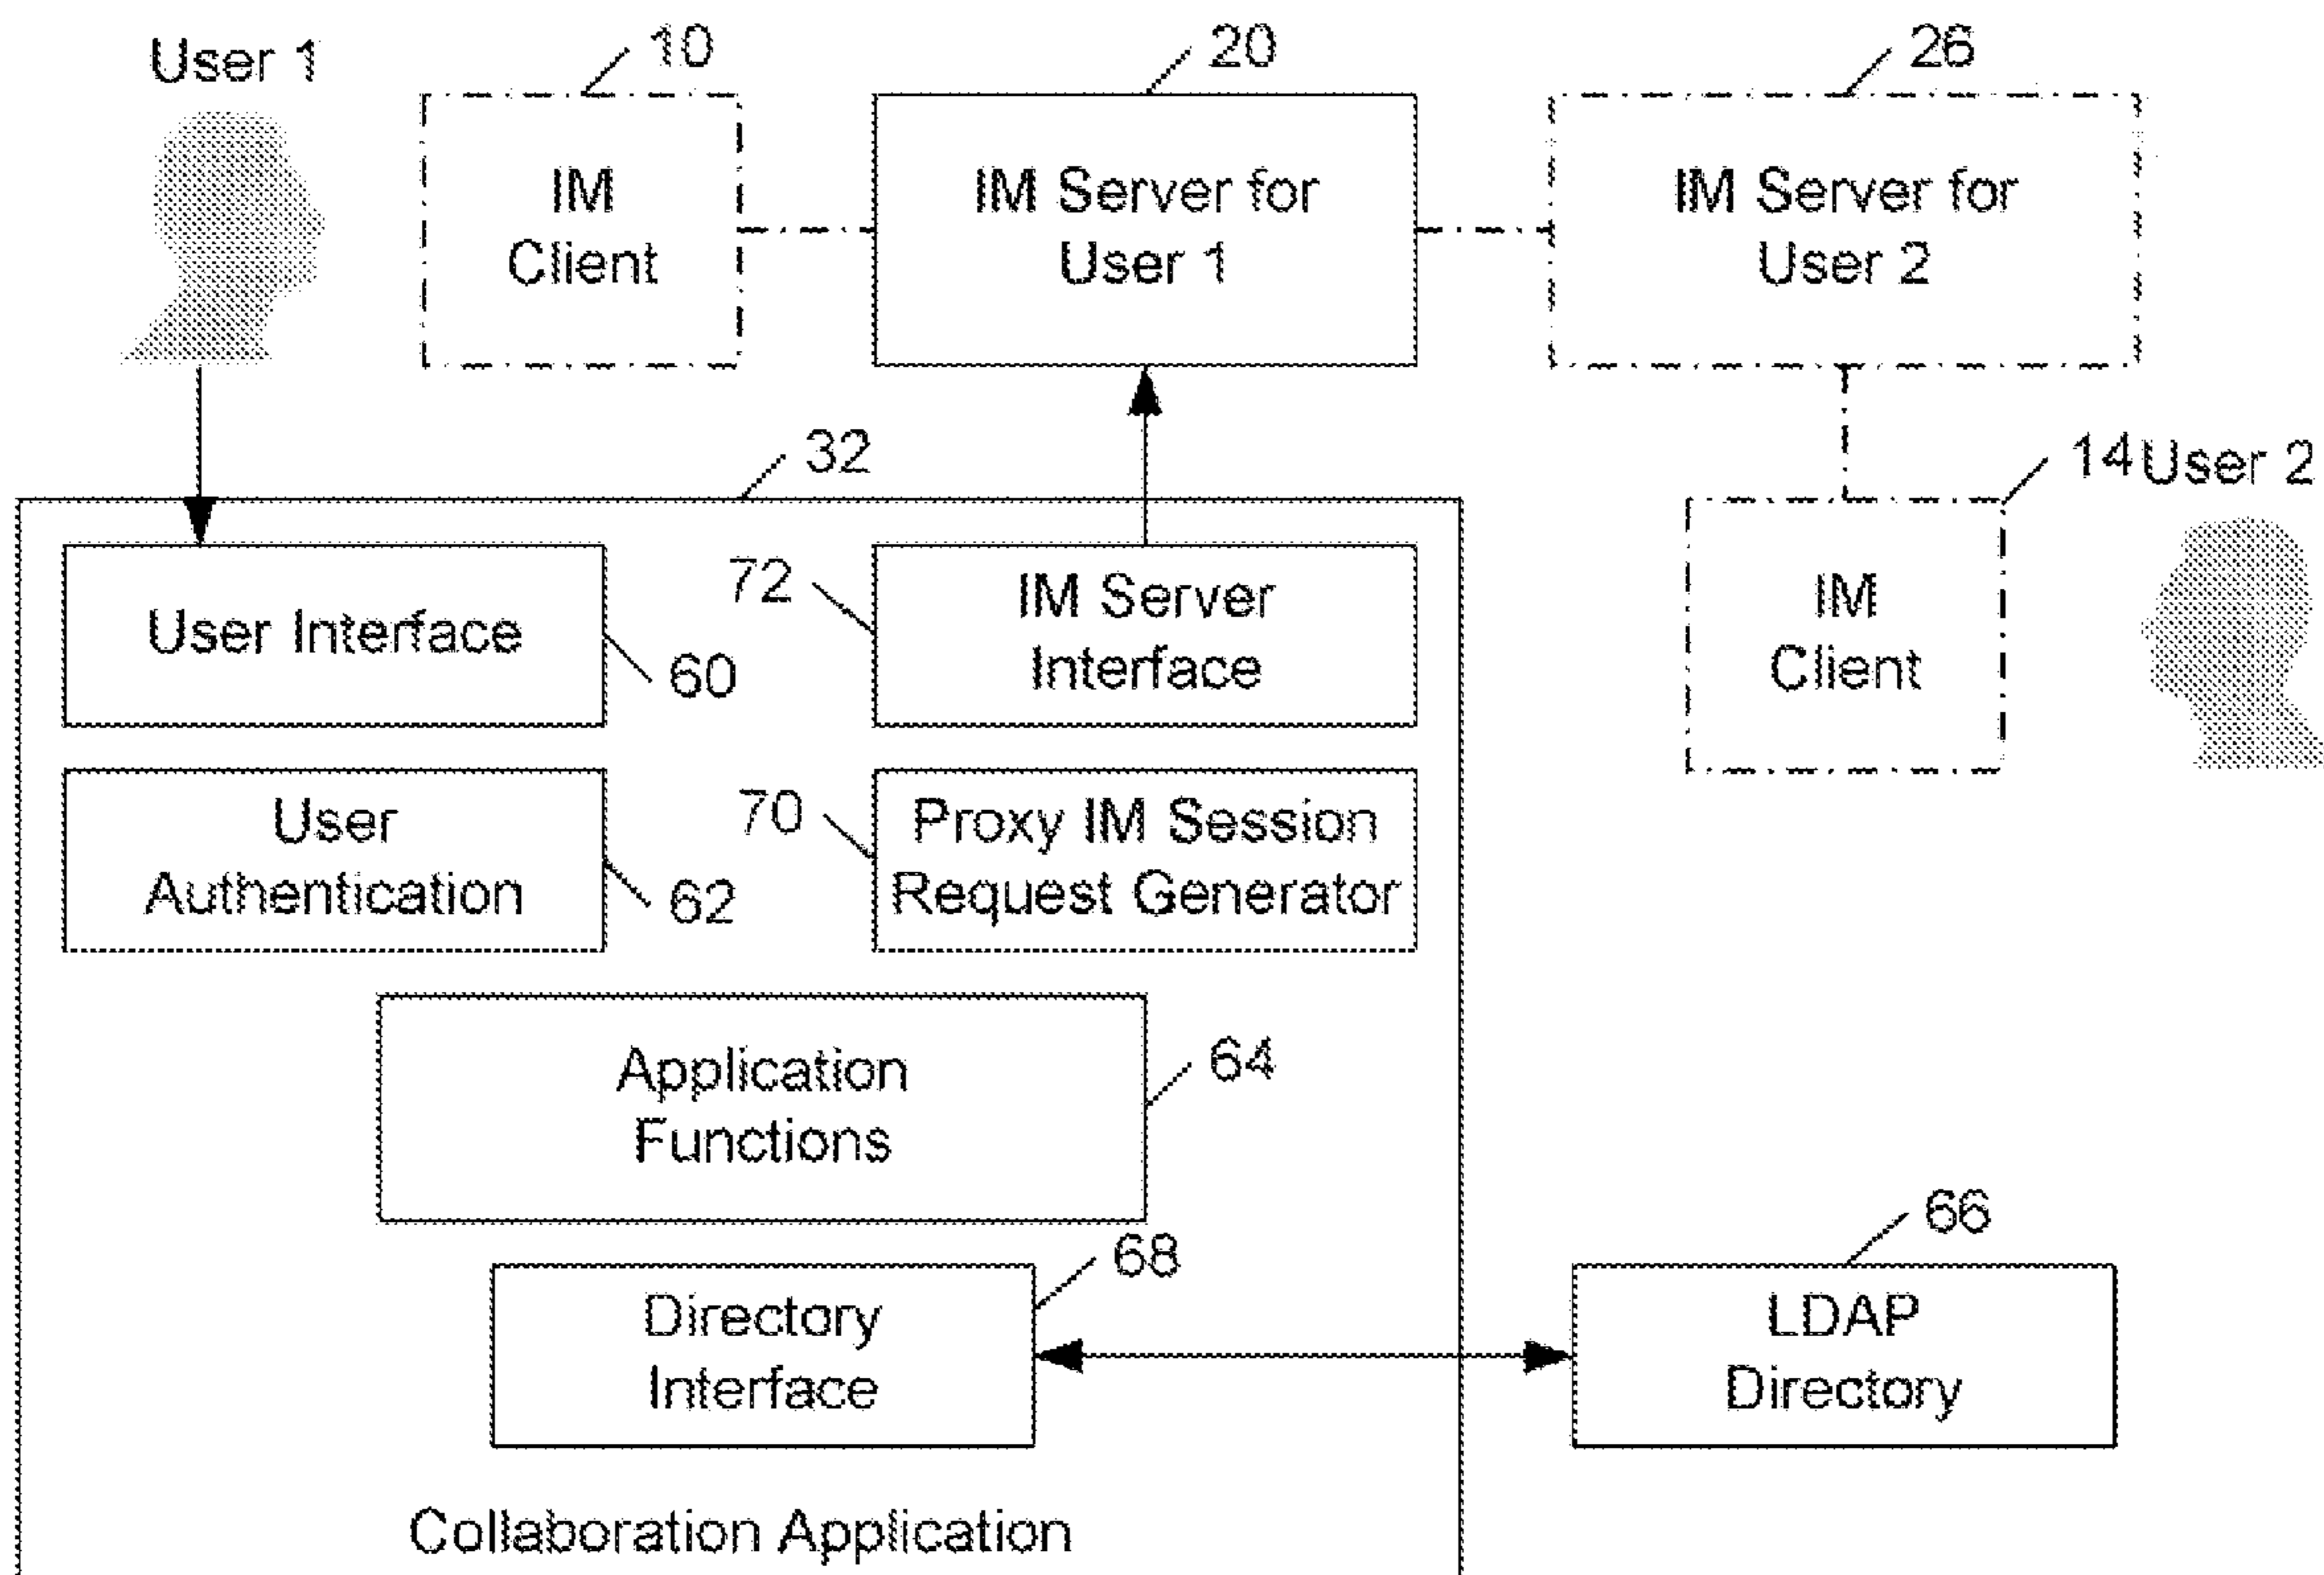 User 1
10
20
26
IM
Client
IM Server for
User 1
IM Server for
User 2
32
14
User 2
User Interface
60
72
IM Server
Interface
IM
Client
User
Authentication
62
70
Proxy IM Session
Request Generator
Application
Functions
64
68
Directory
Interface
66
LDAP
Directory
Collaboration Application